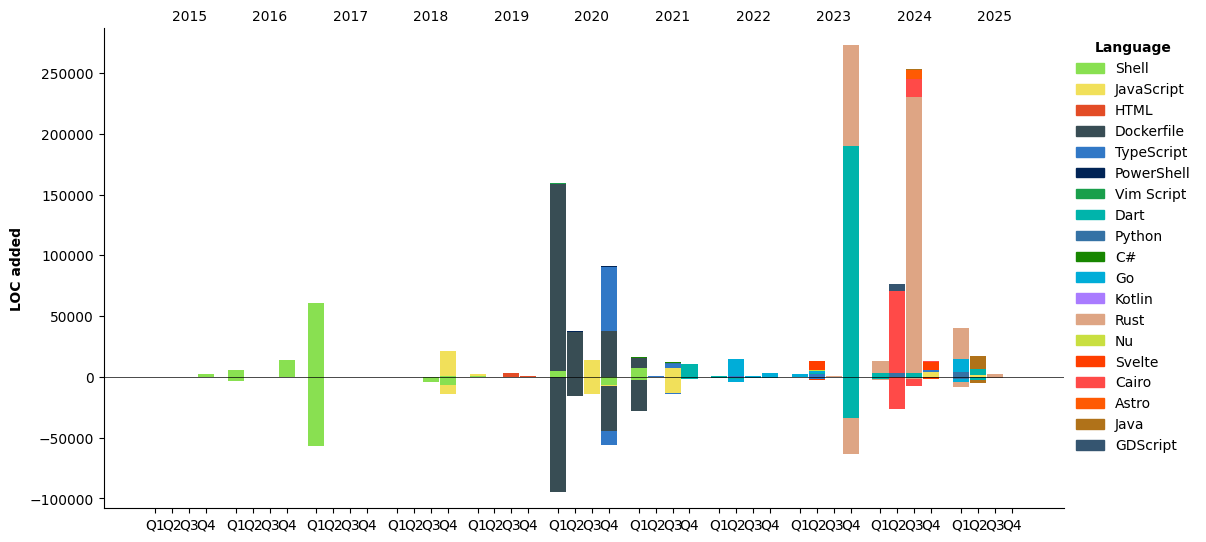 2015 2016 2017 2018 2019 2020 2021 2022 2023 2024 2025
LOC added
250000
200000
150000
100000
50000
0
−50000
−100000
Q1Q2Q3Q4 Q1Q2Q3Q4 Q1Q2Q3Q4 Q1Q2Q3Q4 Q1Q2Q3Q4 Q1Q2Q3Q4 Q1Q2Q3Q4 Q1Q2Q3Q4 Q1Q2Q3Q4 Q1Q2Q3Q4 Q1Q2Q3Q4
Language
Shell
JavaScript
HTML
Dockerfile
TypeScript
PowerShell
Vim Script
Dart
Python
C#
Go
Kotlin
Rust
Nu
Svelte
Cairo
Astro
Java
GDScript